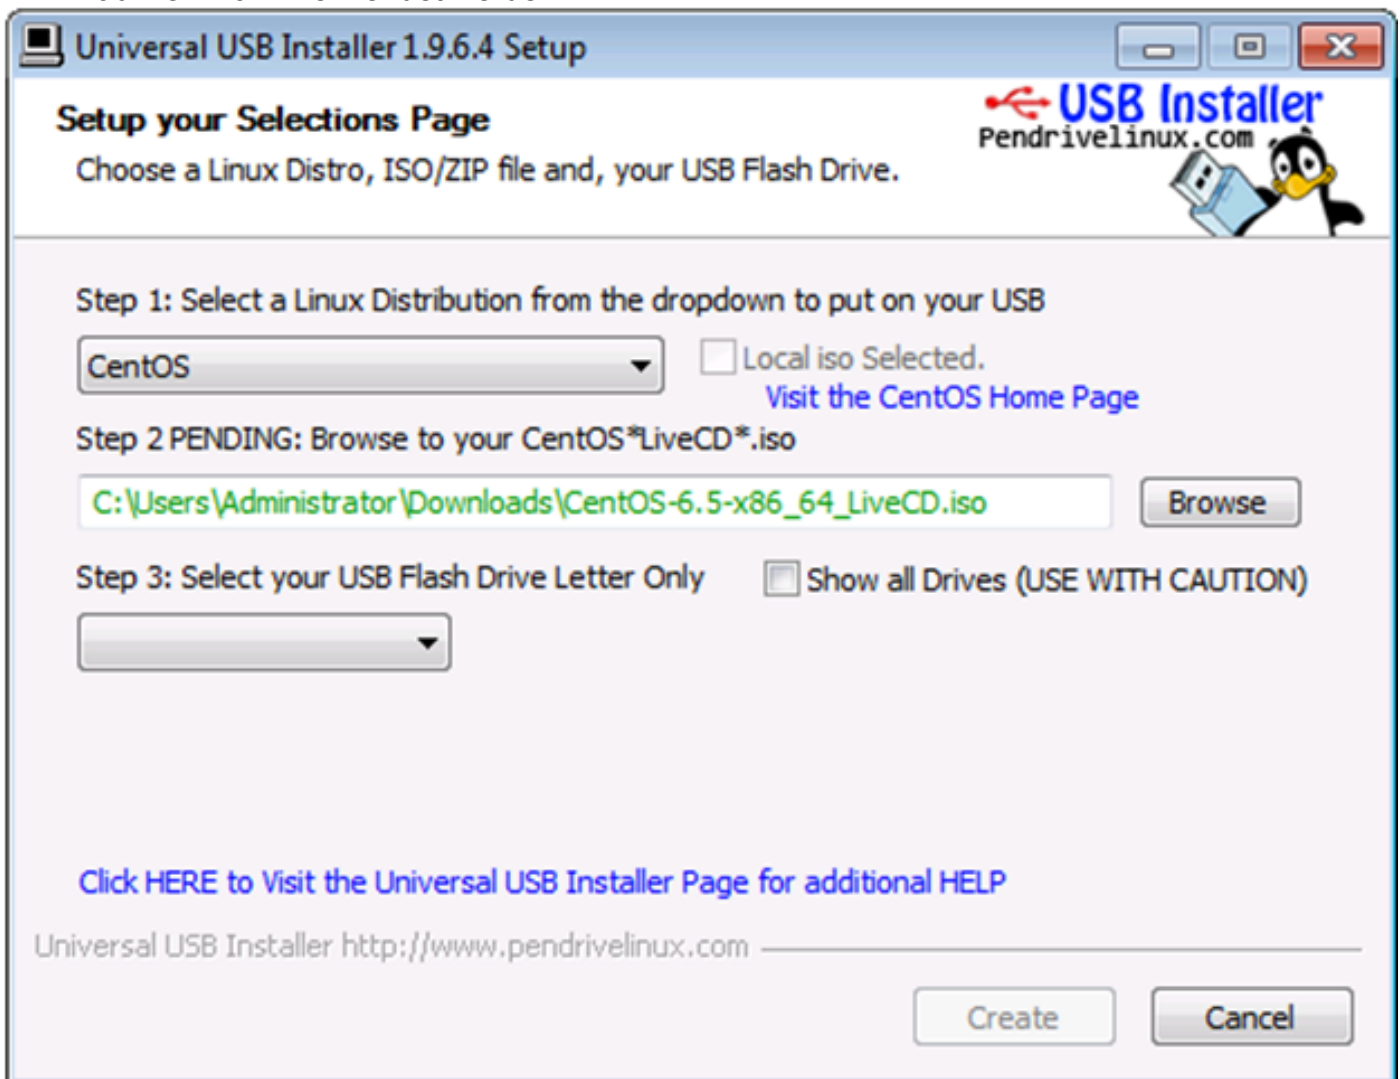 Universal USB Installer 1.9.6.4 Setup
USB Installer
Pendrivelinux.com
Setup your Selections Page
Choose a Linux Distro, ISO/ZIP file and, your USB Flash Drive.
Step 1: Select a Linux Distribution from the dropdown to put on your USB
CentOS
Local iso Selected.
Visit the CentOS Home Page
Step 2 PENDING: Browse to your CentOS*LiveCD*.iso
C:\Users\Administrator\Downloads\CentOS-6.5-x86_64_LiveCD.iso
Browse
Step 3: Select your USB Flash Drive Letter Only
Show all Drives (USE WITH CAUTION)
Click HERE to Visit the Universal USB Installer Page for additional HELP
Universal USB Installer http://www.pendrivelinux.com
Create
Cancel